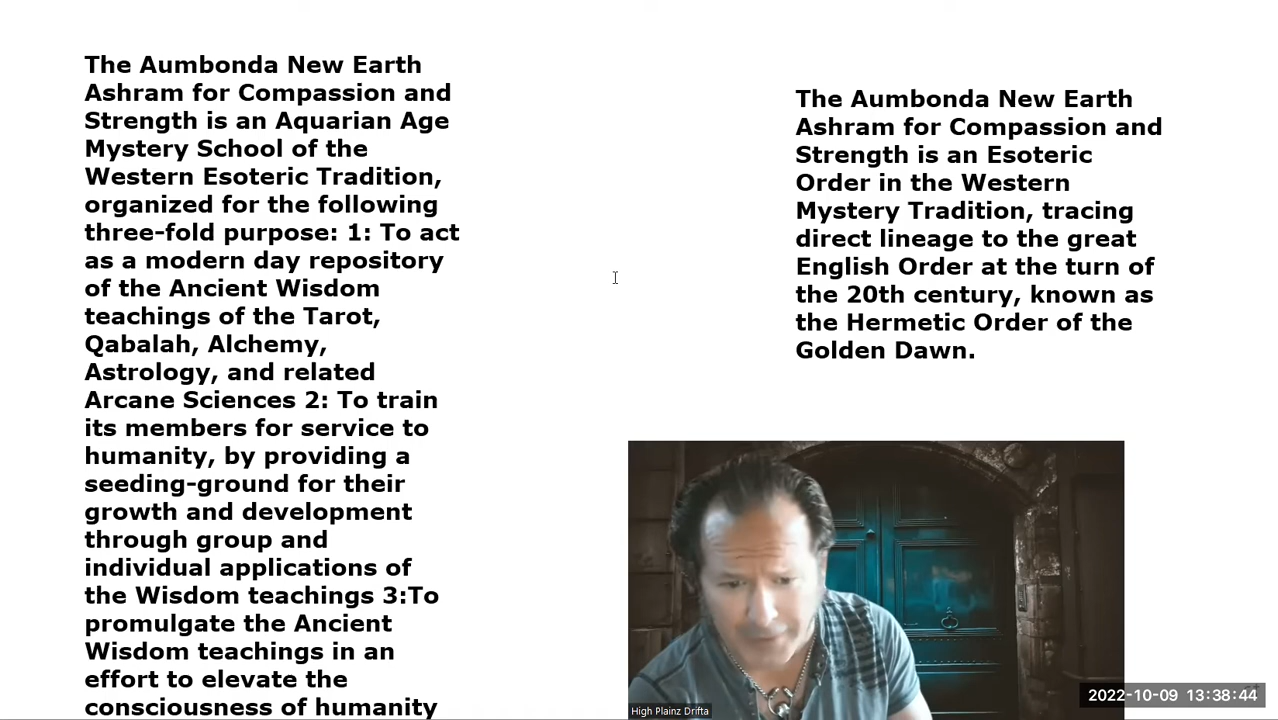 The Aumbonda New Earth
Ashram for Compassion and
Strength is an Aquarian Age
Mystery School of the
Western Esoteric Tradition,
organized for the following
three-fold purpose: 1: To act
as a modern day repository
of the Ancient Wisdom
teachings of the Tarot,
Qabalah, Alchemy,
Astrology, and related
Arcane Sciences 2: To train
its members for service to
humanity, by providing a
seeding-ground for their
growth and development
through group and
individual applications of
the Wisdom teachings 3:To
promulgate the Ancient
Wisdom teachings in an
effort to elevate the
consciousness of humanity
The Aumbonda New Earth
Ashram for Compassion and
Strength is an Esoteric
Order in the Western
Mystery Tradition, tracing
direct lineage to the great
English Order at the turn of
the 20th century, known as
the Hermetic Order of the
Golden Dawn.
High Plainz Drifta
2022-10-09 13:38:44